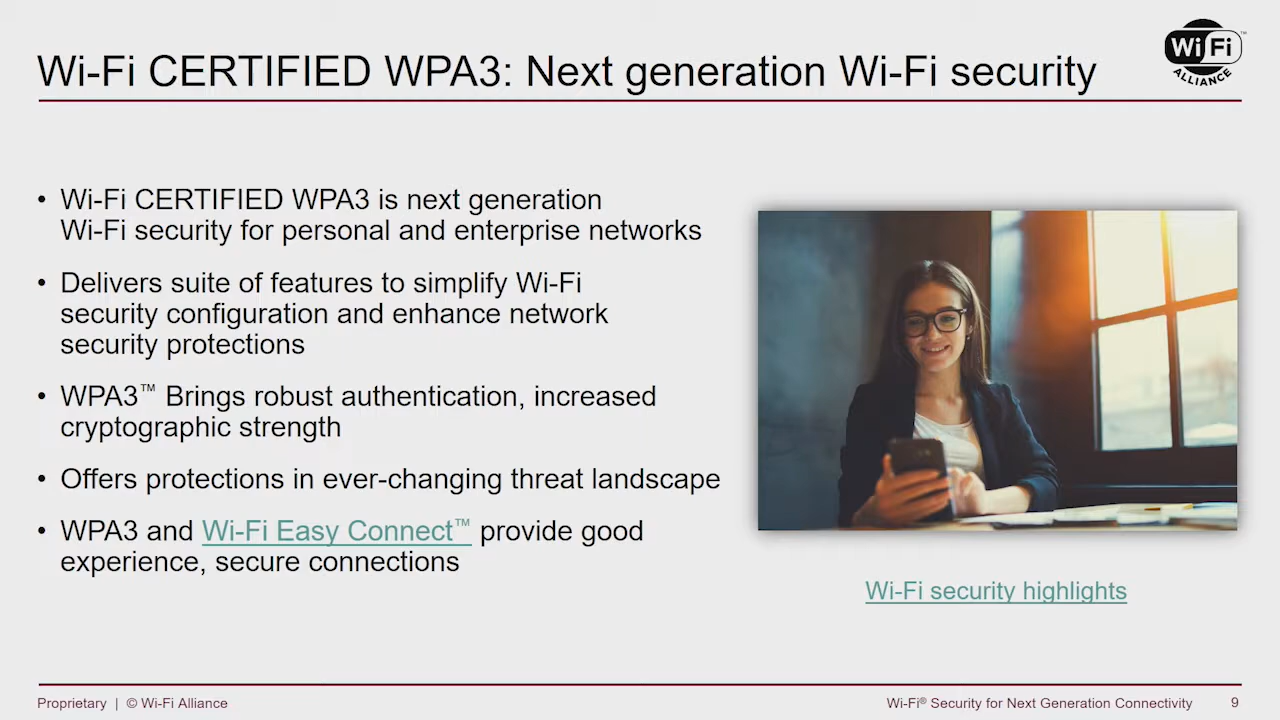 Wi-Fi CERTIFIED WPA3: Next generation Wi-Fi security
Wi Fi™
ALLIANCE
• Wi-Fi CERTIFIED WPA3 is next generation
Wi-Fi security for personal and enterprise networks
• Delivers suite of features to simplify Wi-Fi
security configuration and enhance network
security protections
• WPA3™ Brings robust authentication, increased
cryptographic strength
• Offers protections in ever-changing threat landscape
• WPA3 and Wi-Fi Easy Connect™ provide good
experience, secure connections
Wi-Fi security highlights
Proprietary | © Wi-Fi Alliance
Wi-Fi® Security for Next Generation Connectivity 9